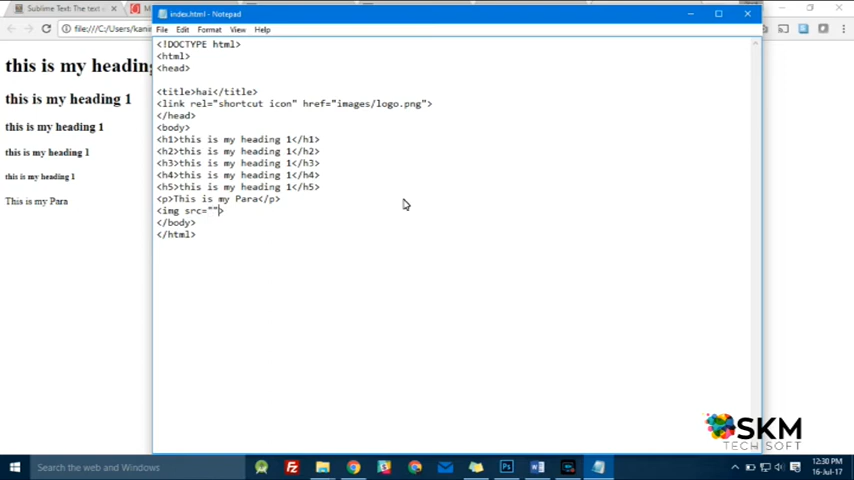 Sublime Text: The text
index.html - Notepad
file:///C:/Users/kanin
File Edit Format View Help
<!DOCTYPE html>
<html>
<head>
<title>hai</title>
<link rel="shortcut icon" href="images/logo.png">
</head>
<body>
<h1>this is my heading 1</h1>
<h2>this is my heading 1</h2>
<h3>this is my heading 1</h3>
<h4>this is my heading 1</h4>
<h5>this is my heading 1</h5>
<p>This is my Para</p>
<img src="">
</body>
</html>
this is my heading
this is my heading 1
this is my heading 1
this is my heading 1
this is my heading 1
This is my Para
SKM
TECH SOFT
Search the web and Windows
12:30 PM
16-Jul-17